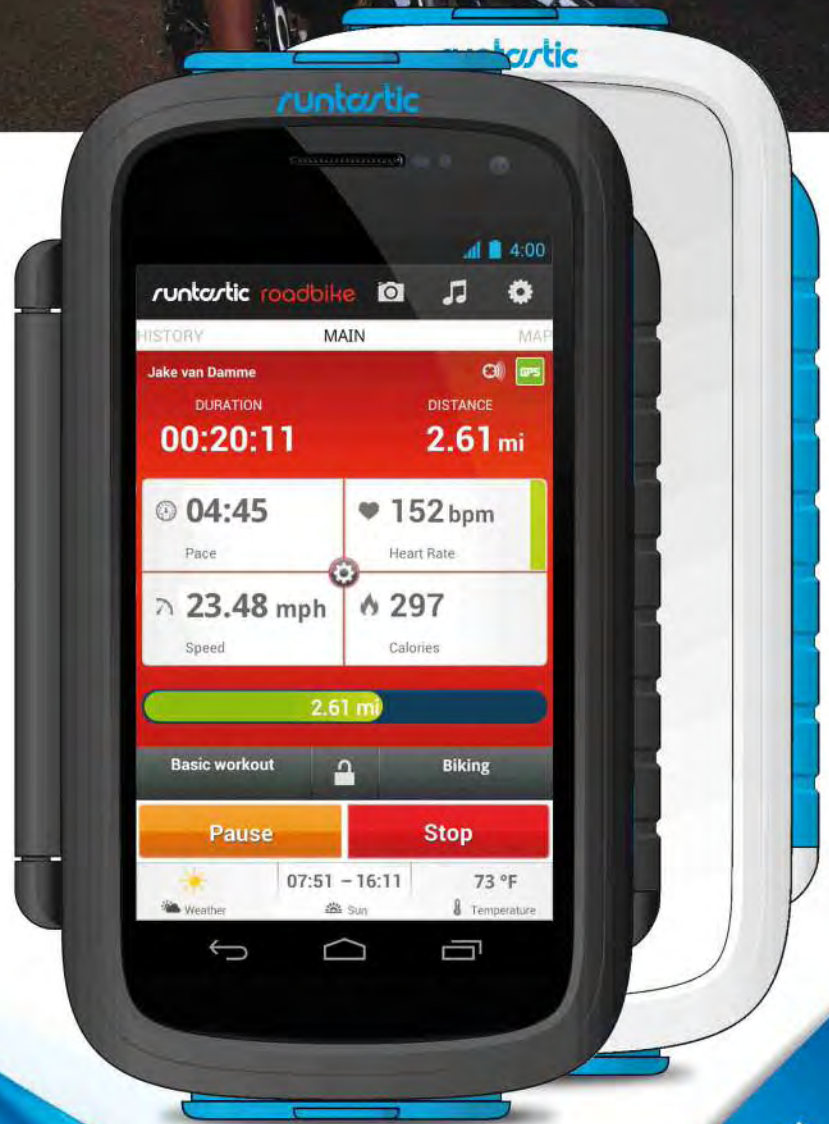 runtastic
runtastic
4:00
runtastic roadbike
HISTORY MAIN MAP
Jake van Damme GPS
DURATION DISTANCE
00:20:11 2.61 mi
04:45 152 bpm
Pace Heart Rate
23.48 mph 297
Speed Calories
2.61 mi
Basic workout Biking
Pause Stop
07:51 – 16:11 73 °F
Weather Sun Temperature